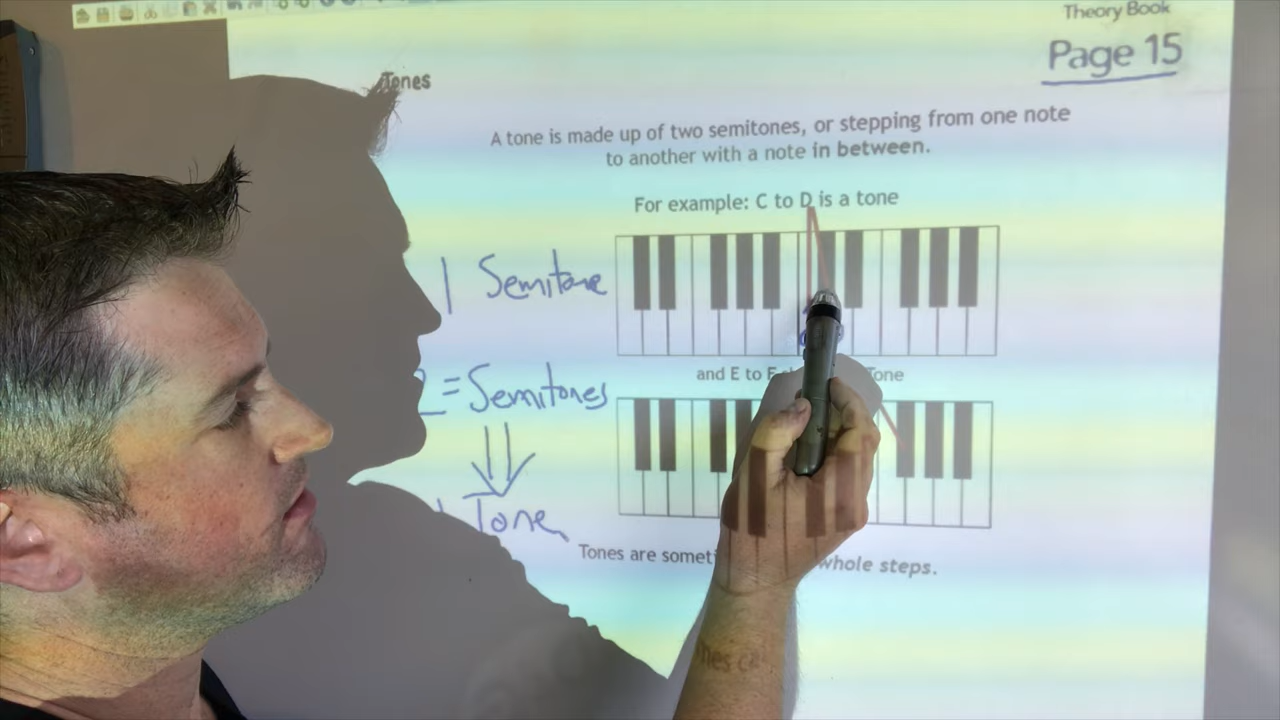 Theory Book
Page 15
Tones
A tone is made up of two semitones, or stepping from one note
to another with a note in between.
For example: C to D is a tone
1 Semitone
and E to Tone
2 = Semitones
Tone
Tones are whole steps.